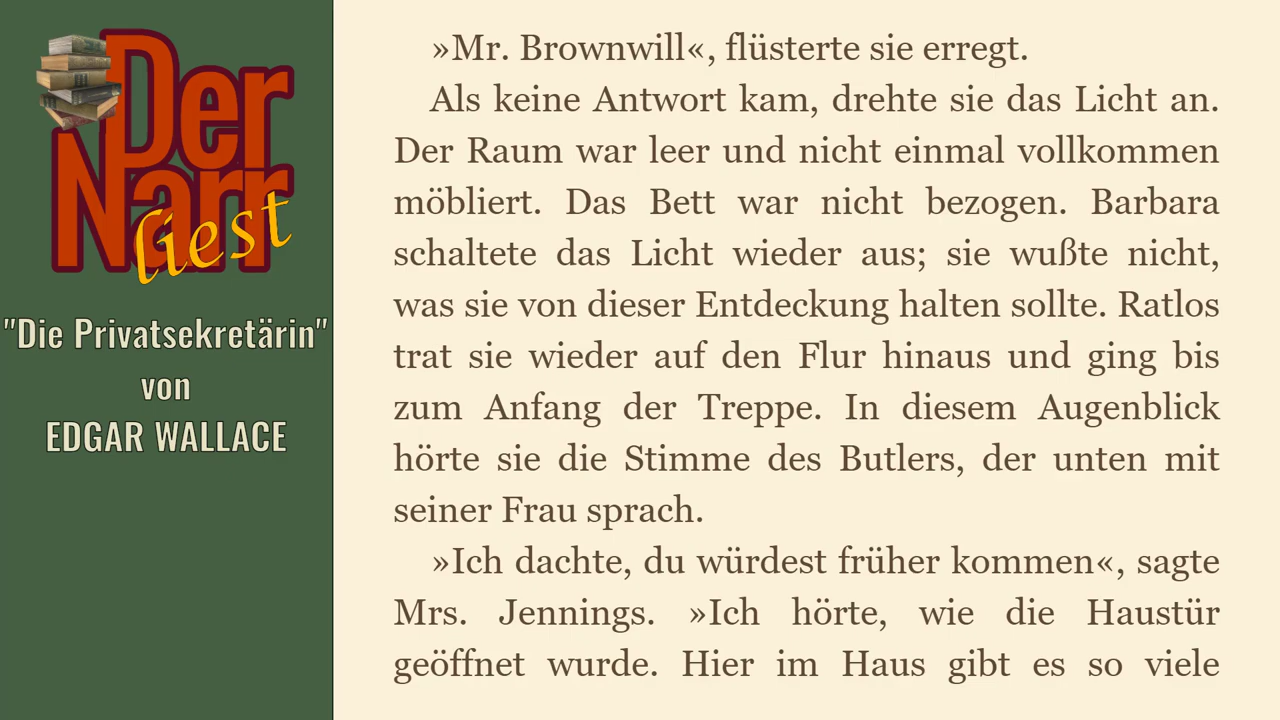 Der
Narr
liest
"Die Privatsekretärin"
von
EDGAR WALLACE
»Mr. Brownwill«, flüsterte sie erregt.
Als keine Antwort kam, drehte sie das Licht an.
Der Raum war leer und nicht einmal vollkommen
möbliert. Das Bett war nicht bezogen. Barbara
schaltete das Licht wieder aus; sie wußte nicht,
was sie von dieser Entdeckung halten sollte. Ratlos
trat sie wieder auf den Flur hinaus und ging bis
zum Anfang der Treppe. In diesem Augenblick
hörte sie die Stimme des Butlers, der unten mit
seiner Frau sprach.
»Ich dachte, du würdest früher kommen«, sagte
Mrs. Jennings. »Ich hörte, wie die Haustür
geöffnet wurde. Hier im Haus gibt es so viele